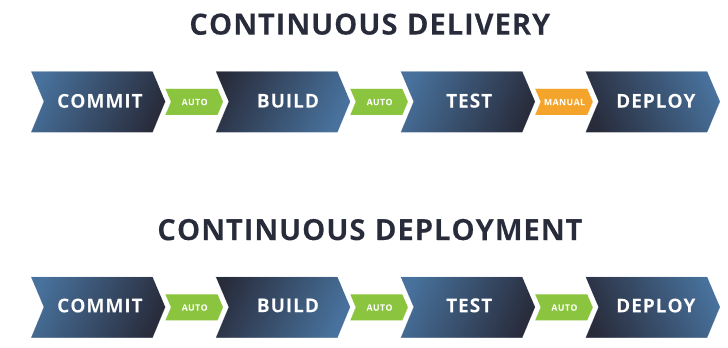 CONTINUOUS DELIVERY
COMMIT AUTO BUILD AUTO TEST MANUAL DEPLOY
CONTINUOUS DEPLOYMENT
COMMIT AUTO BUILD AUTO TEST AUTO DEPLOY